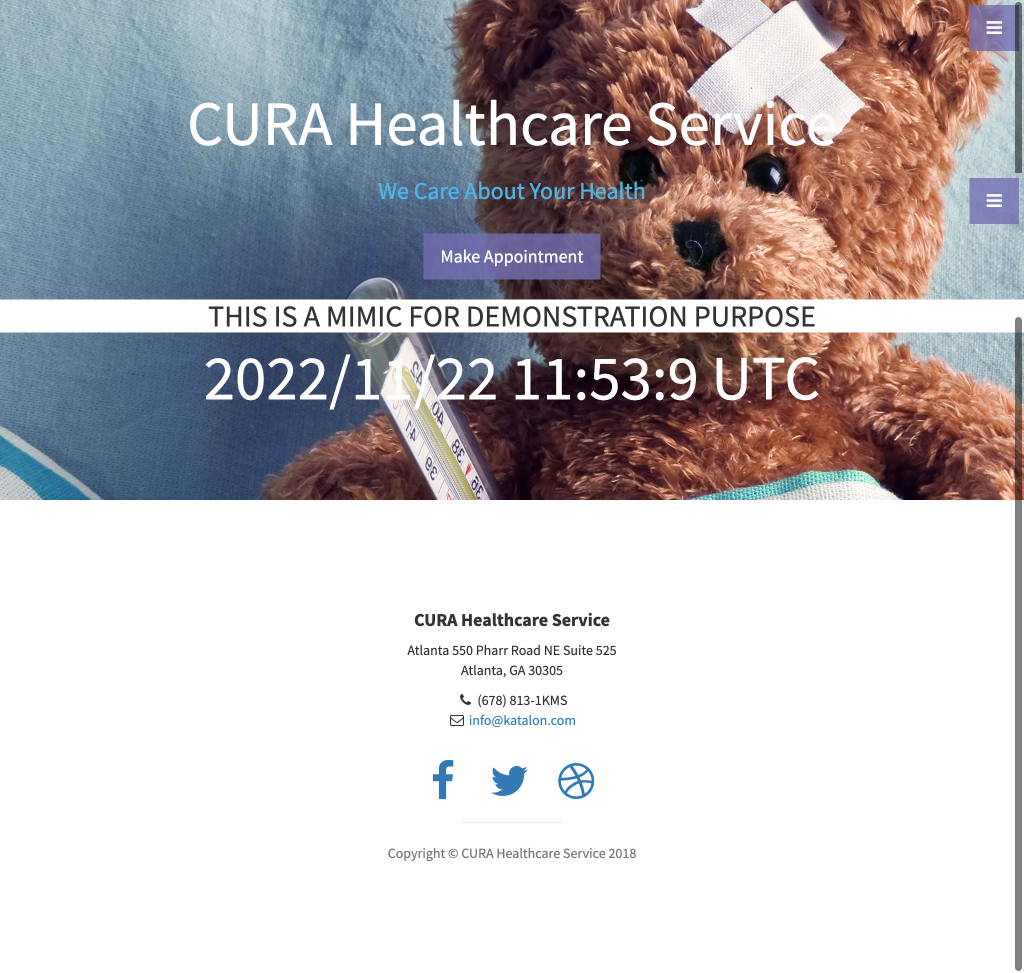 CURA Healthcare Service
We Care About Your Health
Make Appointment
THIS IS A MIMIC FOR DEMONSTRATION PURPOSE
2022/11/22 11:53:9 UTC
CURA Healthcare Service
Atlanta 550 Pharr Road NE Suite 525
Atlanta, GA 30305
(678) 813-1KMS
info@katalon.com
Copyright © CURA Healthcare Service 2018